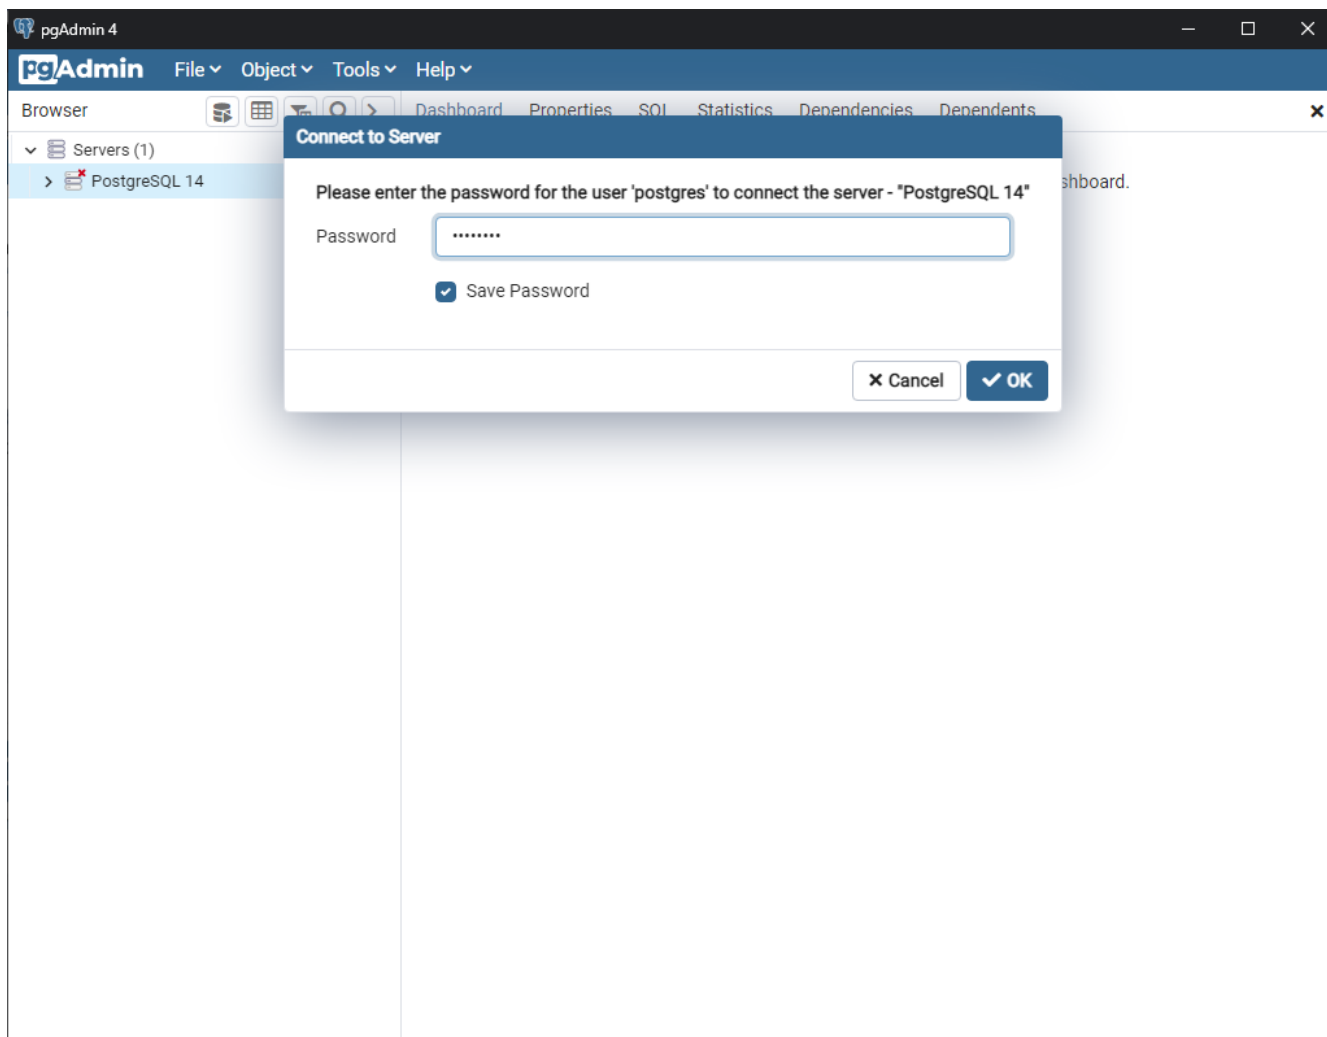 pgAdmin 4
pgAdmin File Object Tools Help
Browser Dashboard Properties SQL Statistics Dependencies Dependents
Connect to Server
Servers (1)
PostgreSQL 14
Please enter the password for the user 'postgres' to connect the server - "PostgreSQL 14"
Password ••••••••
Save Password
Cancel OK